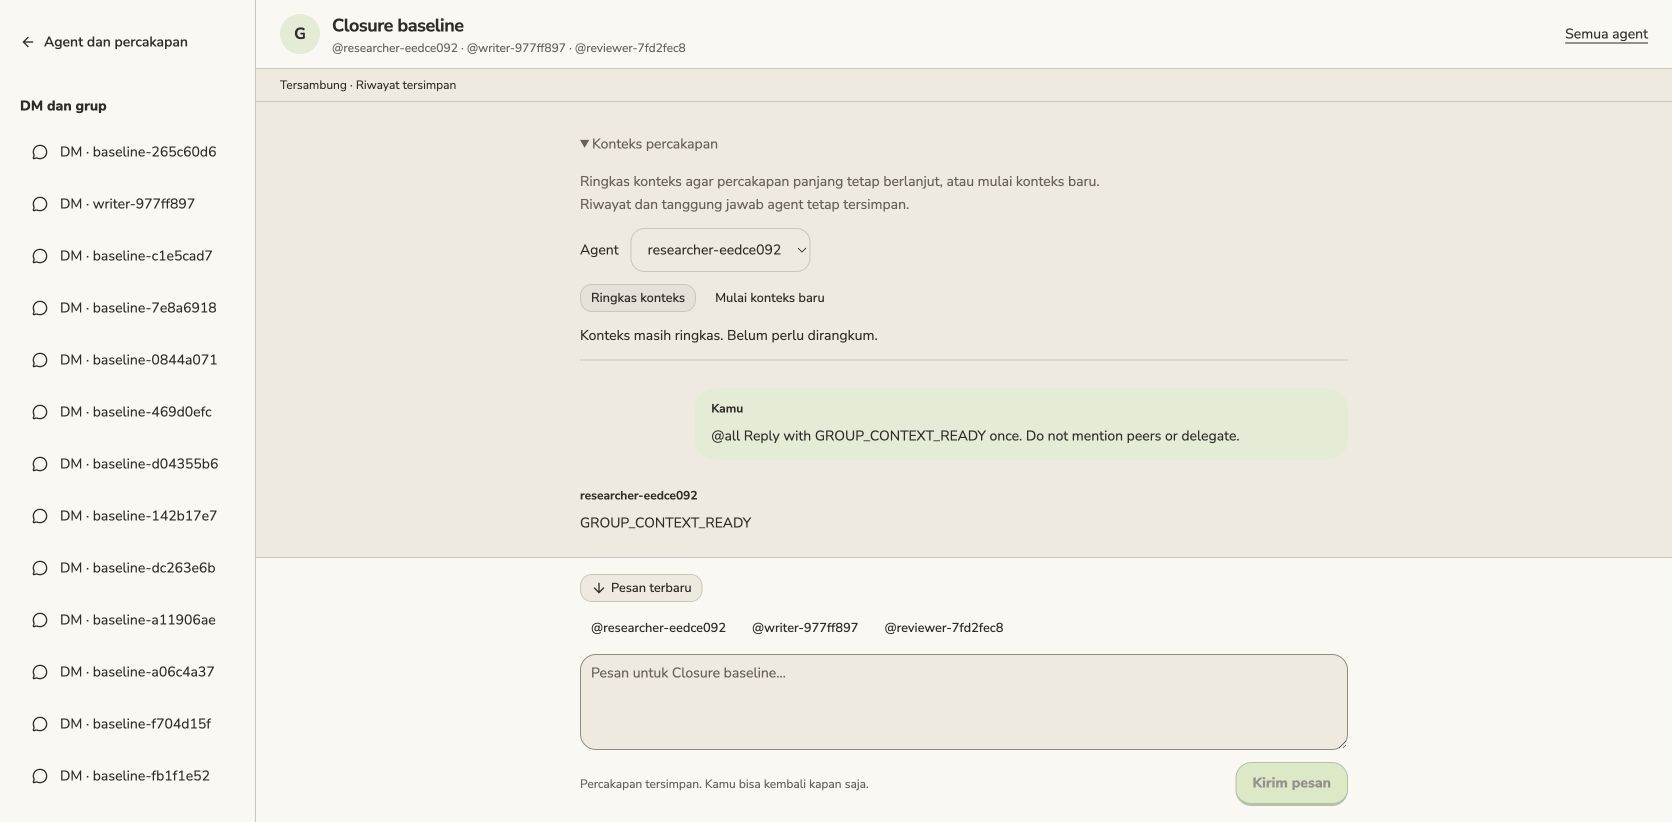 Agent dan percakapan
DM dan grup
DM · baseline-265c60d6
DM · writer-977ff897
DM · baseline-c1e5cad7
DM · baseline-7e8a6918
DM · baseline-0844a071
DM · baseline-469d0efc
DM · baseline-d04355b6
DM · baseline-142b17e7
DM · baseline-dc263e6b
DM · baseline-a11906ae
DM · baseline-a06c4a37
DM · baseline-f704d15f
DM · baseline-fb1f1e52
G
Closure baseline
@researcher-eedce092 · @writer-977ff897 · @reviewer-7fd2fec8
Semua agent
Tersambung · Riwayat tersimpan
Konteks percakapan
Ringkas konteks agar percakapan panjang tetap berlanjut, atau mulai konteks baru.
Riwayat dan tanggung jawab agent tetap tersimpan.
Agent researcher-eedce092
Ringkas konteks Mulai konteks baru
Konteks masih ringkas. Belum perlu dirangkum.
Kamu
@all Reply with GROUP_CONTEXT_READY once. Do not mention peers or delegate.
researcher-eedce092
GROUP_CONTEXT_READY
Pesan terbaru
@researcher-eedce092 @writer-977ff897 @reviewer-7fd2fec8
Pesan untuk Closure baseline...
Percakapan tersimpan. Kamu bisa kembali kapan saja.
Kirim pesan